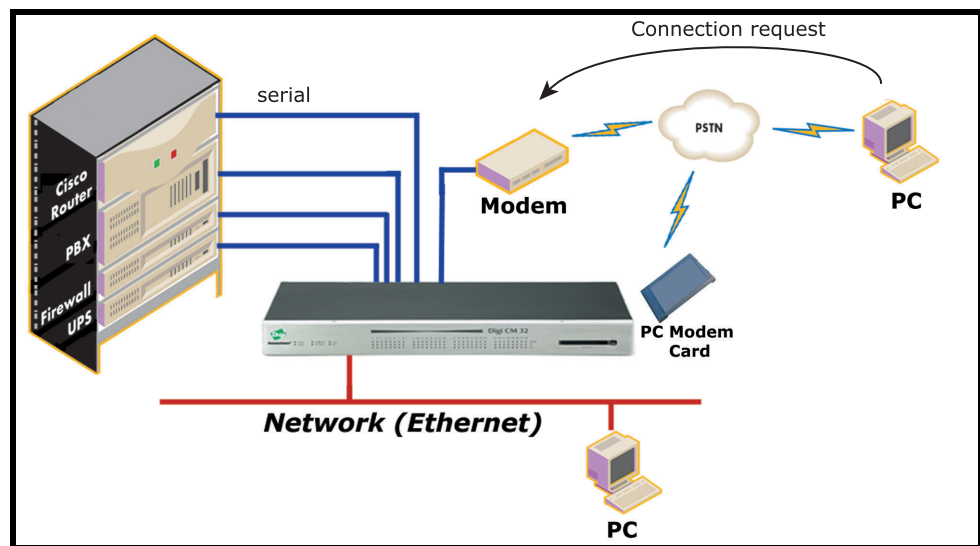 Connection request
serial
PSTN
Cisco
Router
PBX
Firewall
UPS
Modem
PC
Digi CM 32
PC Modem
Card
Network (Ethernet)
PC